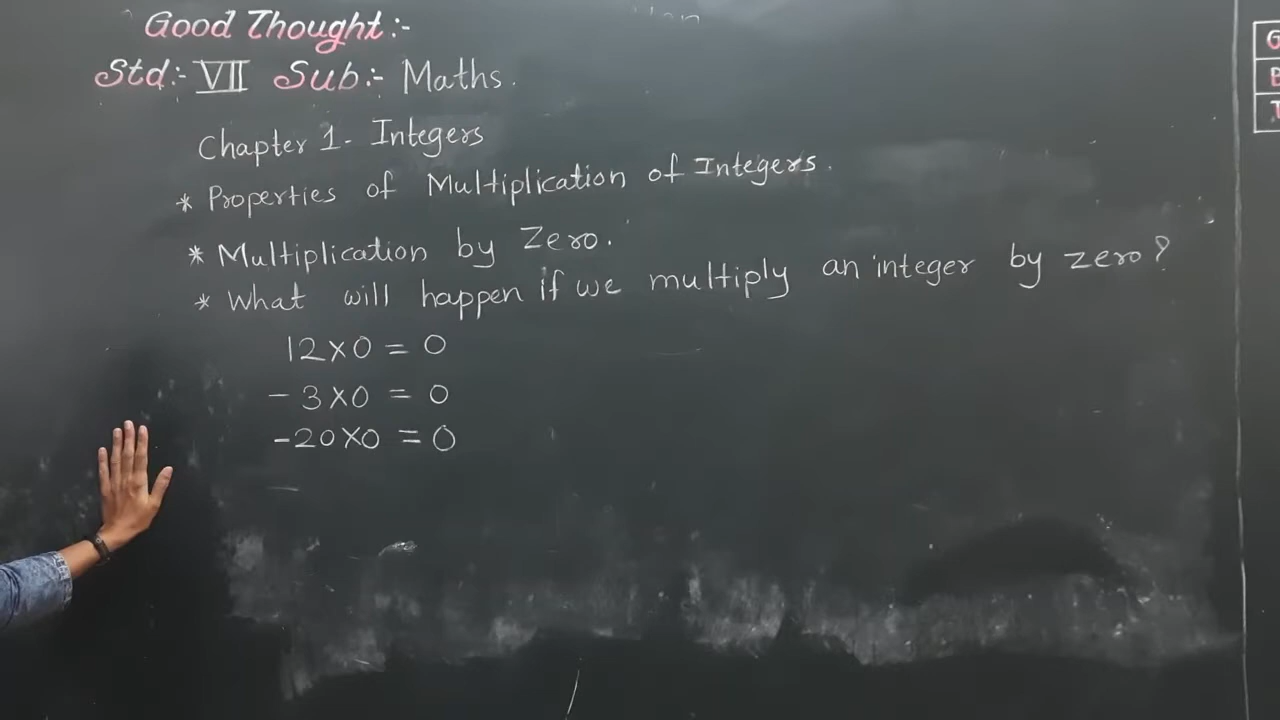 Good Thought:-
Std:- VII Sub:- Maths.
Chapter 1- Integers
* Properties of Multiplication of Integers.
* Multiplication by Zero.
* What will happen if we multiply an integer by zero?
12×0 = 0
-3×0 = 0
-20×0 = 0
G
B
T